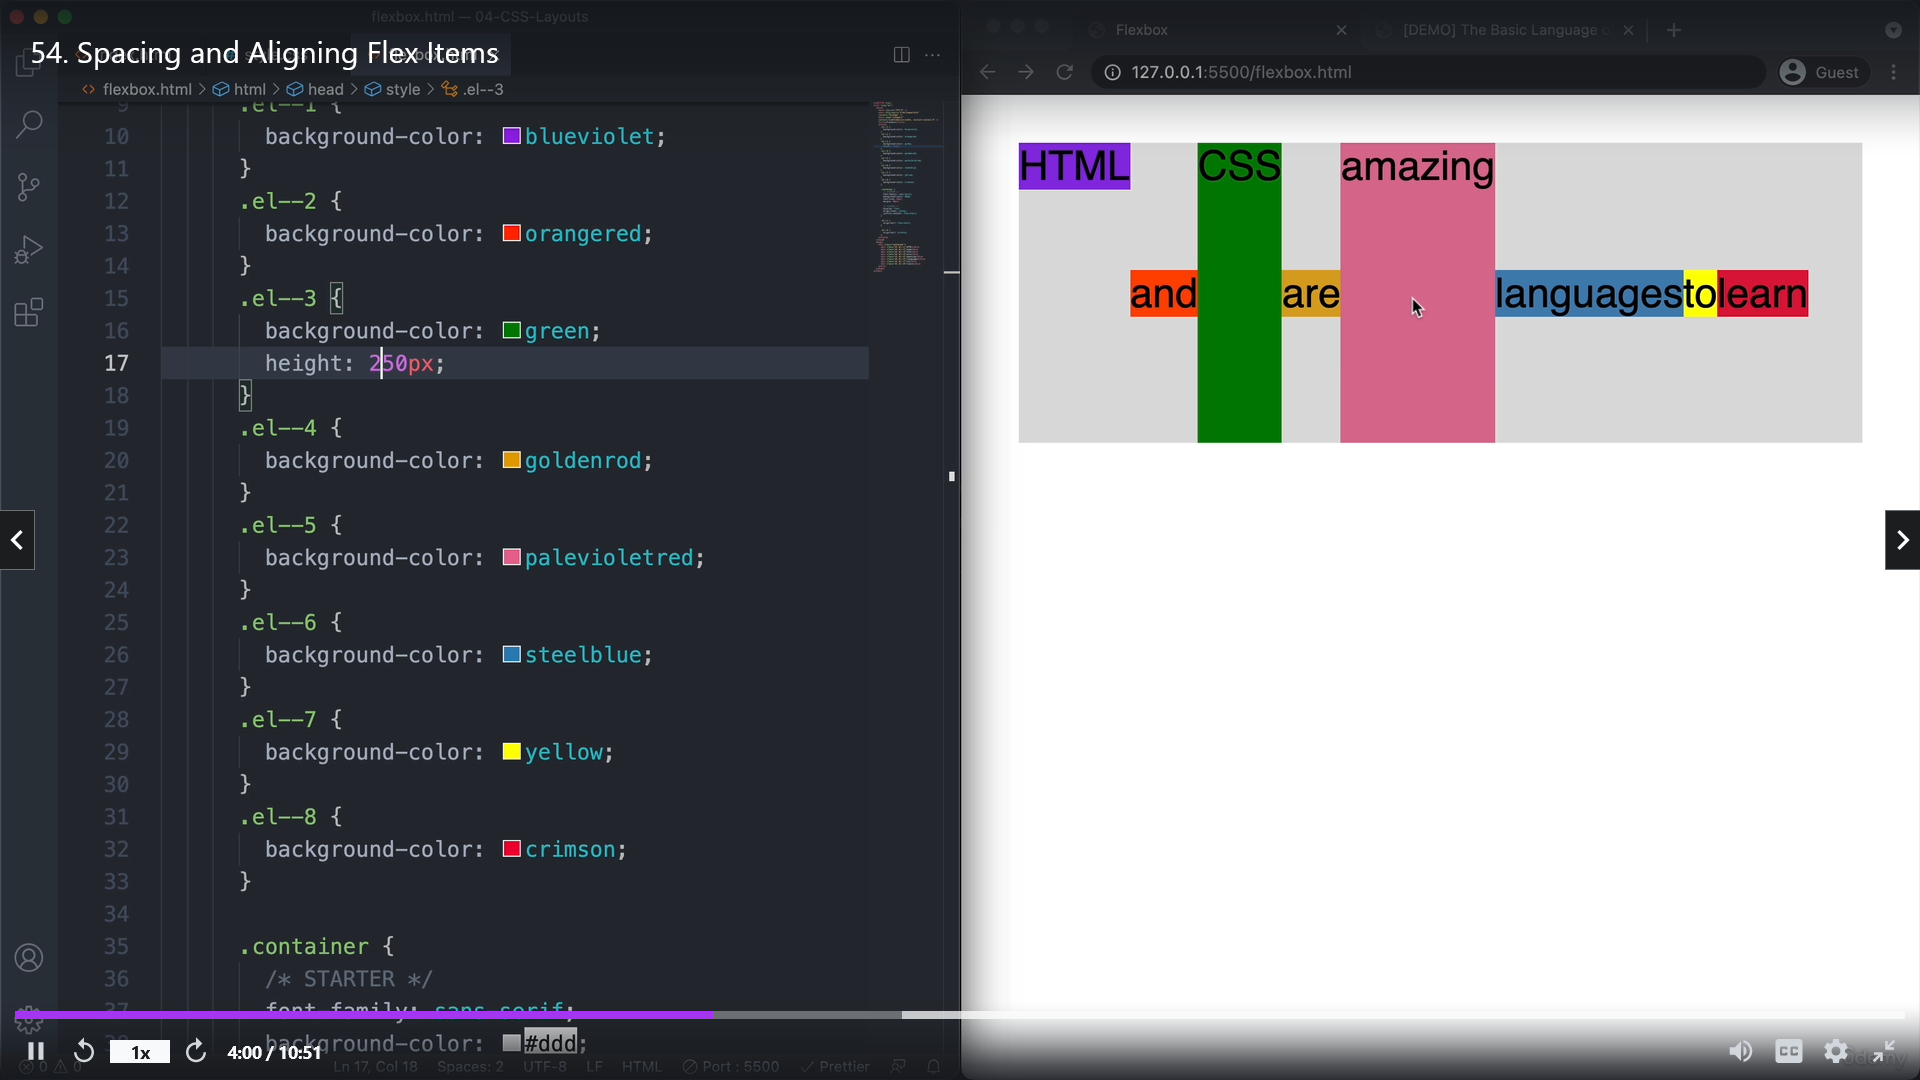 flexbox.html — 04-CSS-Layouts
54. Spacing and Aligning Flex Items
flexbox.html > html > head > style > .el--3
9 .el--1 {
10 background-color: blueviolet;
11 }
12 .el--2 {
13 background-color: orangered;
14 }
15 .el--3 {
16 background-color: green;
17 height: 250px;
18 }
19 .el--4 {
20 background-color: goldenrod;
21 }
22 .el--5 {
23 background-color: palevioletred;
24 }
25 .el--6 {
26 background-color: steelblue;
27 }
28 .el--7 {
29 background-color: yellow;
30 }
31 .el--8 {
32 background-color: crimson;
33 }
34
35 .container {
36 /* STARTER */
37 font-family: sans-serif;
38 background-color: #ddd;
1x
4:00 / 10:51
0 0 Ln 17, Col 18 Spaces: 2 UTF-8 LF HTML Port : 5500 Prettier
Flexbox
[DEMO] The Basic Language o
127.0.0.1:5500/flexbox.html
Guest
HTML CSS amazing
and are languages to learn
CC
udemy